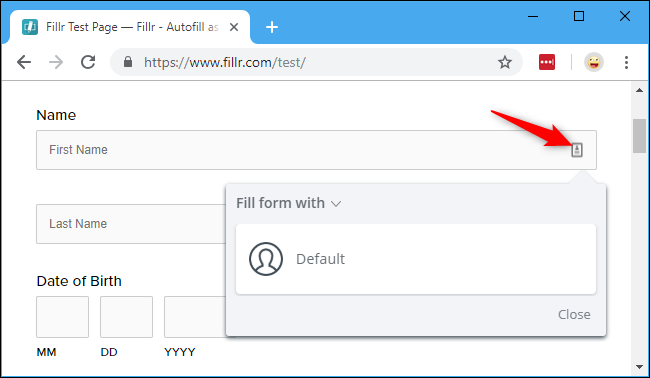 Fillr Test Page — Fillr - Autofill as
https://www.fillr.com/test/
Name
First Name
Fill form with
Last Name
Default
Date of Birth
Close
MM DD YYYY